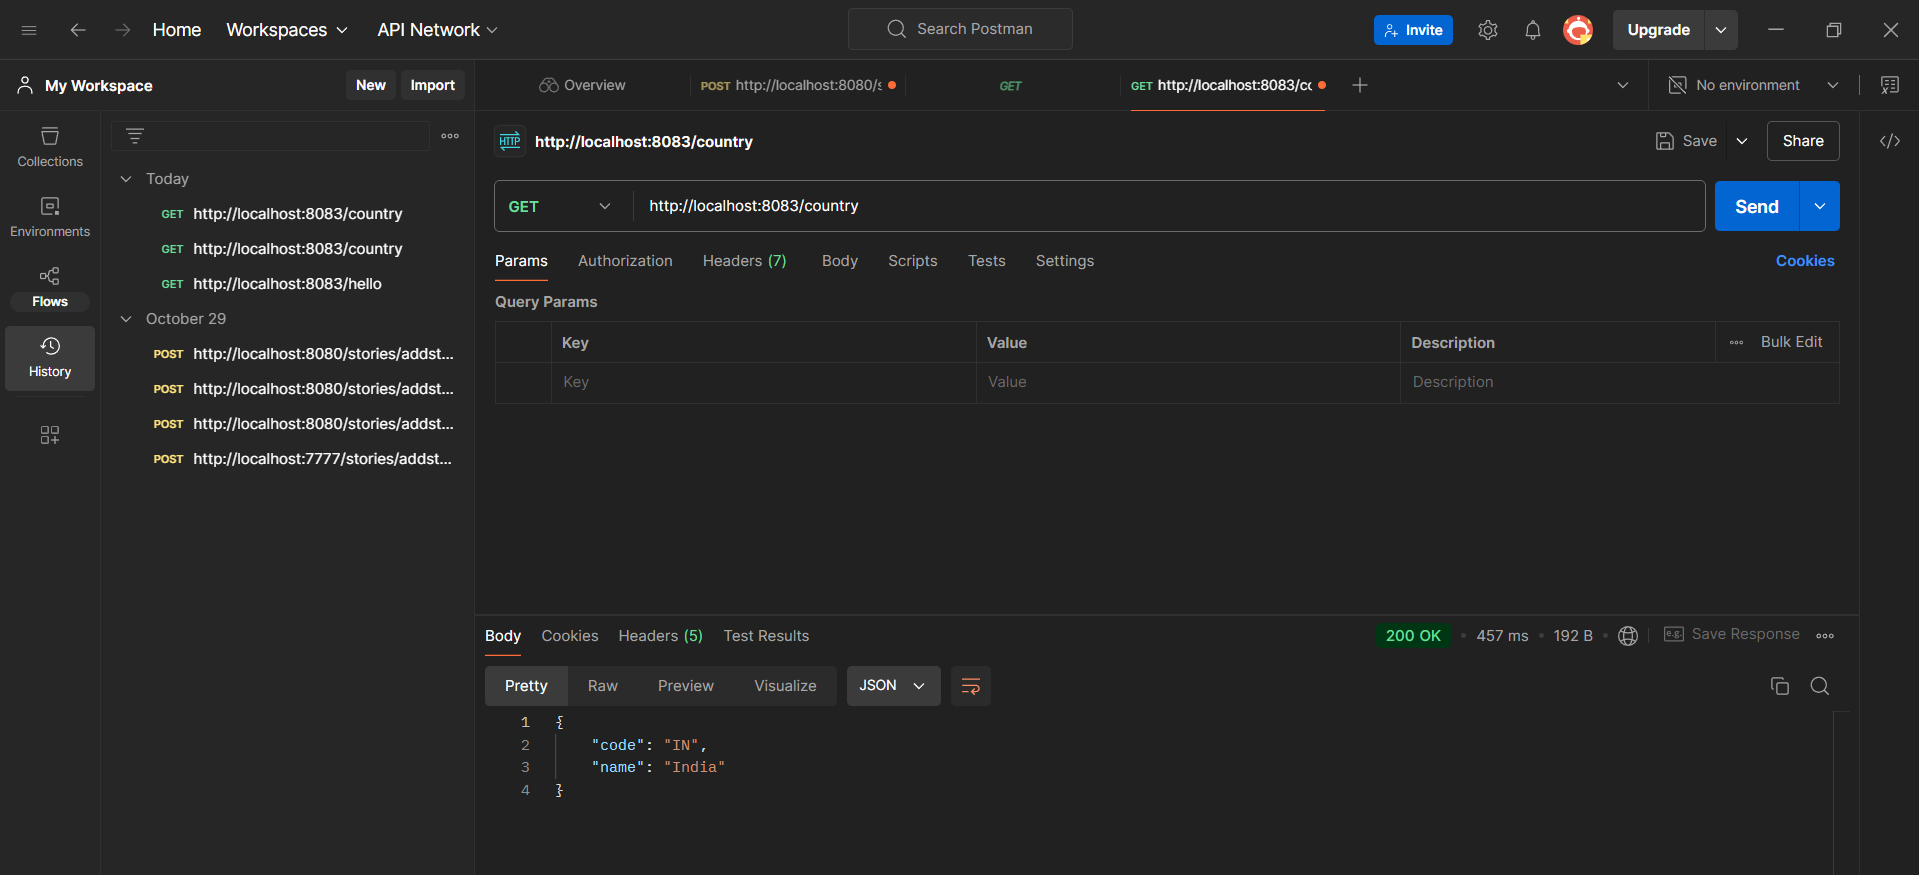 Home Workspaces API Network Search Postman Invite Upgrade
My Workspace New Import Overview POST http://localhost:8080/s GET GET http://localhost:8083/cc No environment
Collections
Environments
Flows
History
Today
GET http://localhost:8083/country
GET http://localhost:8083/country
GET http://localhost:8083/hello
October 29
POST http://localhost:8080/stories/addst...
POST http://localhost:8080/stories/addst...
POST http://localhost:8080/stories/addst...
POST http://localhost:7777/stories/addst...
HTTP http://localhost:8083/country Save Share
GET http://localhost:8083/country Send
Params Authorization Headers (7) Body Scripts Tests Settings Cookies
Query Params
Key Value Description Bulk Edit
Key Value Description
Body Cookies Headers (5) Test Results 200 OK 457 ms 192 B e.g. Save Response
Pretty Raw Preview Visualize JSON
1 {
2 "code": "IN",
3 "name": "India"
4 }